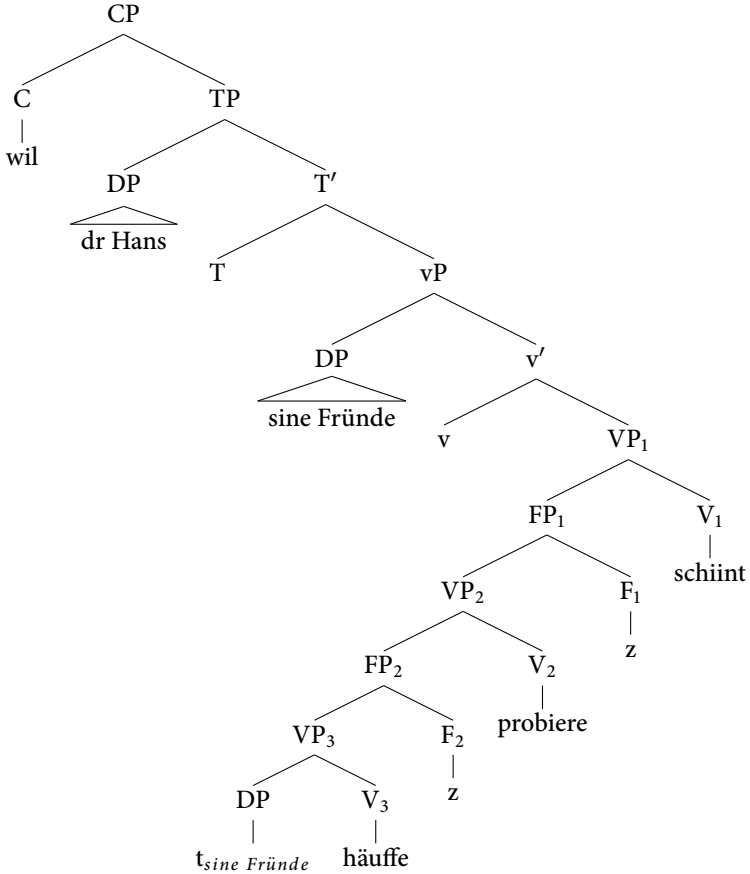 CP
C TP
wil
DP T′
dr Hans
T vP
DP v′
sine Fründe
v VP₁
FP₁ V₁
schiint
VP₂ F₁
z
FP₂ V₂
probiere
VP₃ F₂
z
DP V₃
t_sine Fründe häuffe